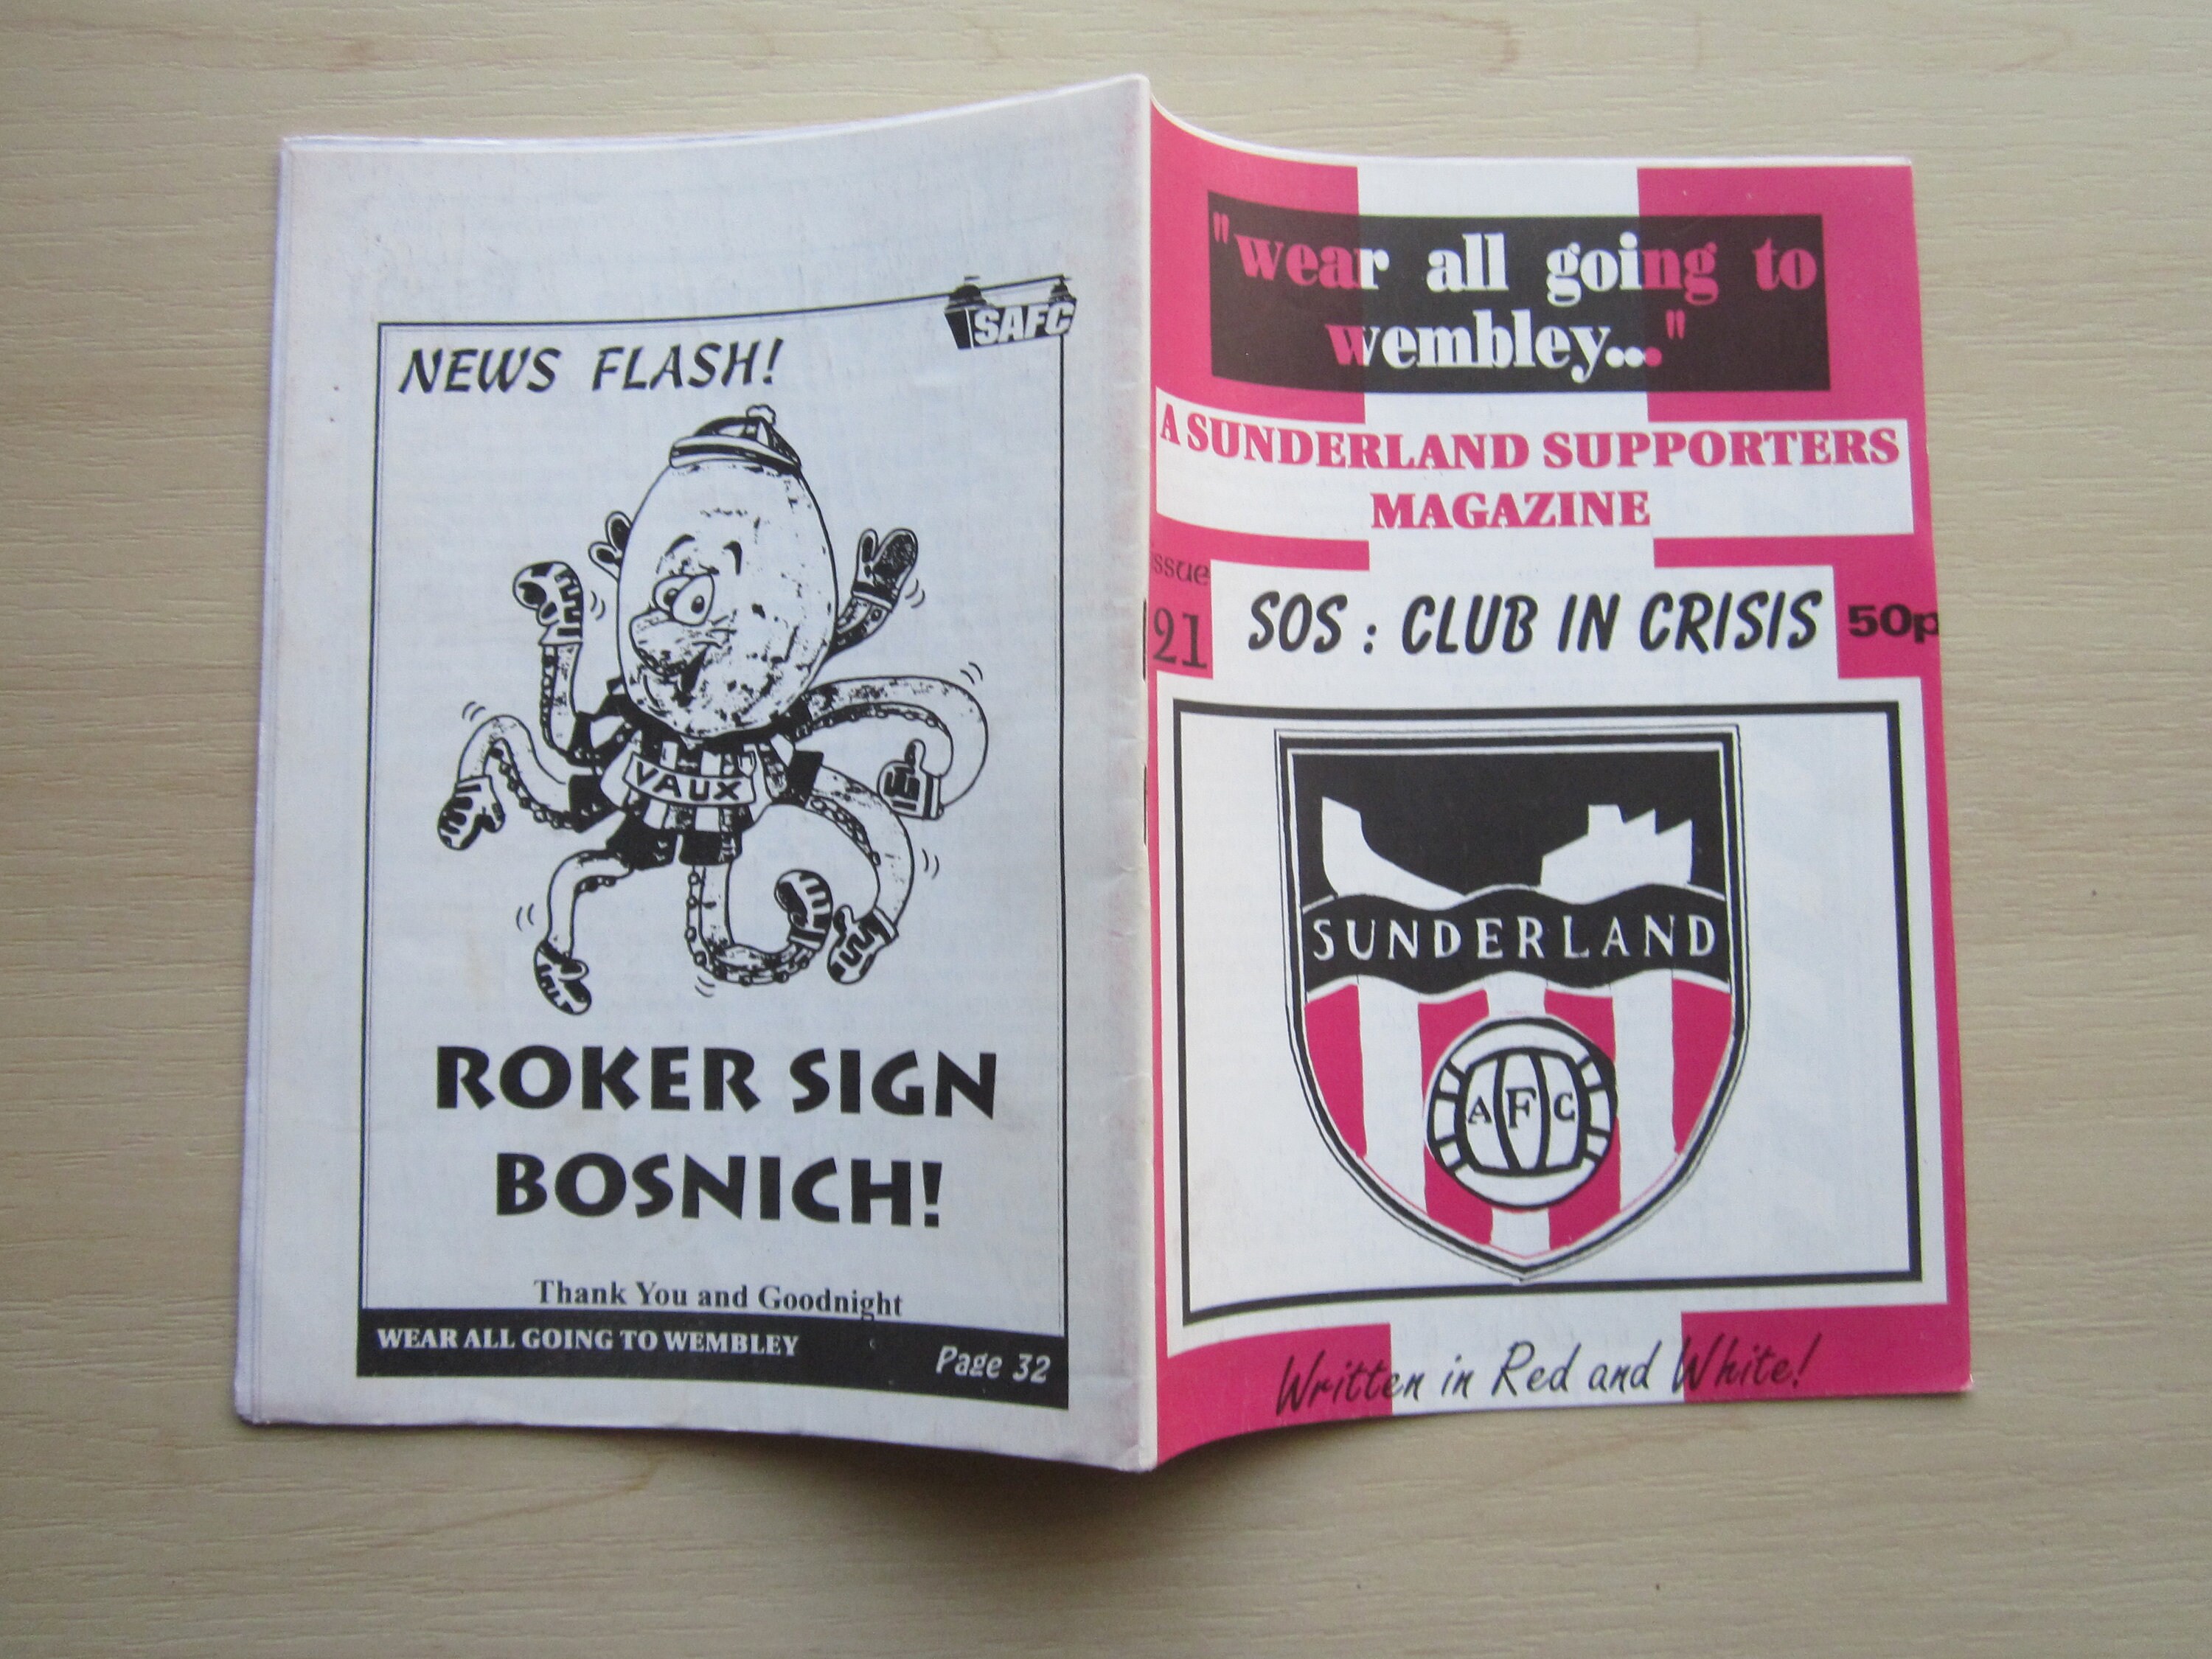 NEWS FLASH!
SAFC
VAUX
ROKER SIGN
BOSNICH!
Thank You and Goodnight
WEAR ALL GOING TO WEMBLEY
Page 32
"wear all going to
wembley..."
A SUNDERLAND SUPPORTERS
MAGAZINE
issue
21
SOS : CLUB IN CRISIS
50p
SUNDERLAND
AFC
Written in Red and White!